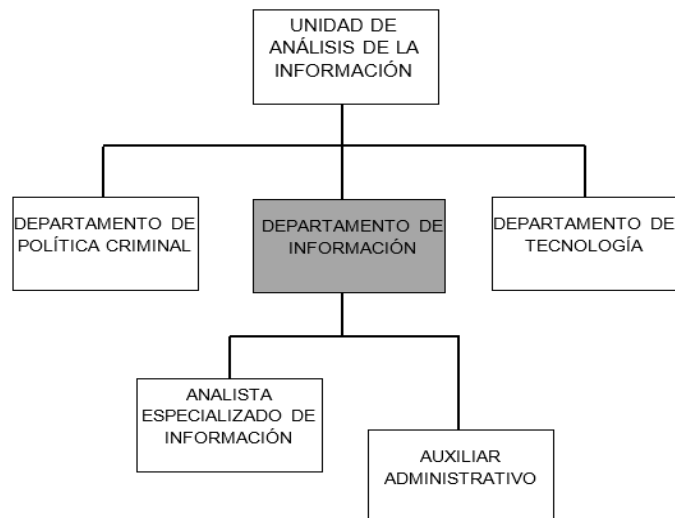 UNIDAD DE
ANÁLISIS DE LA
INFORMACIÓN
DEPARTAMENTO DE
POLÍTICA CRIMINAL
DEPARTAMENTO DE
INFORMACIÓN
DEPARTAMENTO DE
TECNOLOGÍA
ANALISTA
ESPECIALIZADO DE
INFORMACIÓN
AUXILIAR
ADMINISTRATIVO